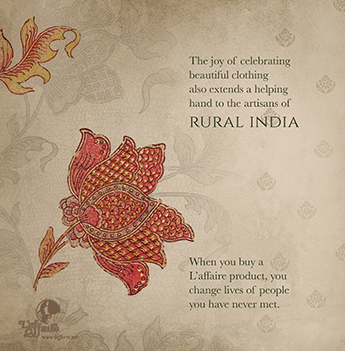 The joy of celebrating
beautiful clothing
also extends a helping
hand to the artisans of
RURAL INDIA
When you buy a
L'affaire product, you
change lives of people
you have never met.
L'affaire